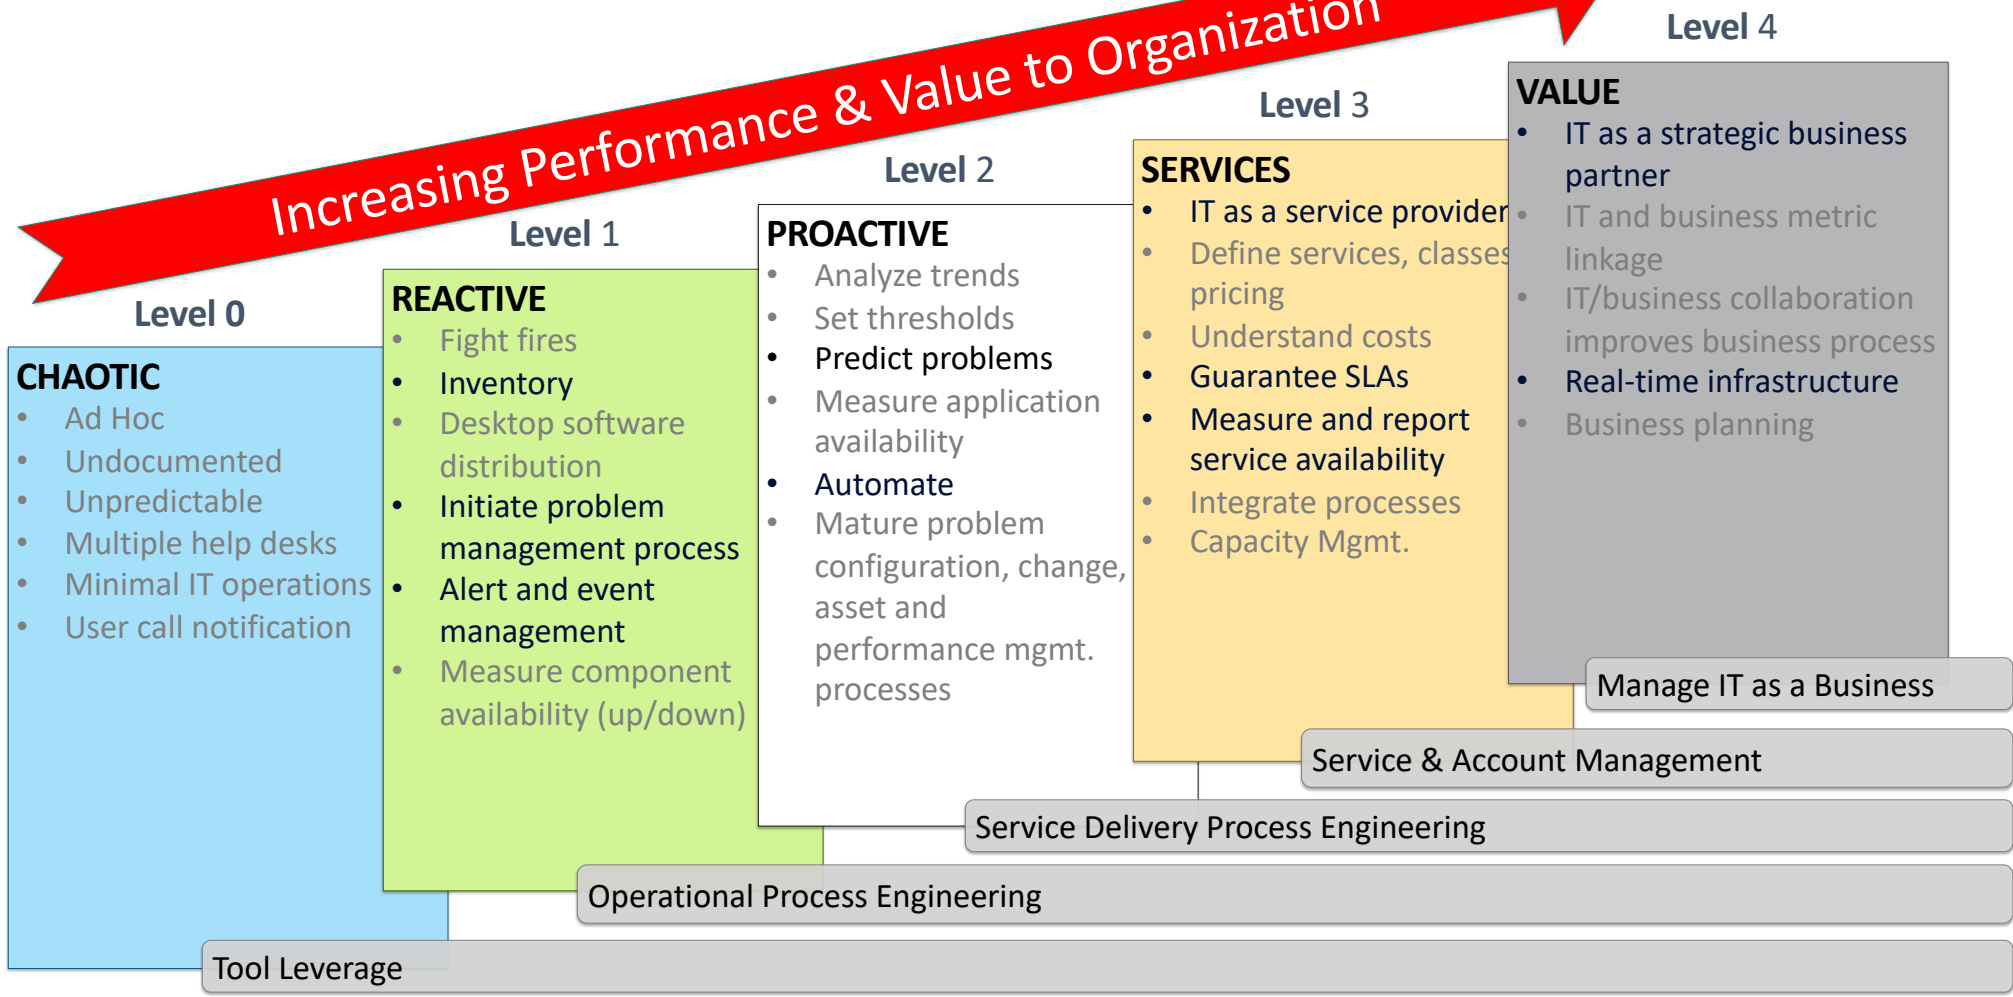 Increasing Performance & Value to Organization
Level 0
CHAOTIC
• Ad Hoc
• Undocumented
• Unpredictable
• Multiple help desks
• Minimal IT operations
• User call notification
Level 1
REACTIVE
• Fight fires
• Inventory
• Desktop software
distribution
• Initiate problem
management process
• Alert and event
management
• Measure component
availability (up/down)
Level 2
PROACTIVE
• Analyze trends
• Set thresholds
• Predict problems
• Measure application
availability
• Automate
• Mature problem
configuration, change,
asset and
performance mgmt.
processes
Level 3
SERVICES
• IT as a service provider
• Define services, classes
pricing
• Understand costs
• Guarantee SLAs
• Measure and report
service availability
• Integrate processes
• Capacity Mgmt.
Level 4
VALUE
• IT as a strategic business
partner
• IT and business metric
linkage
• IT/business collaboration
improves business process
• Real-time infrastructure
• Business planning
Manage IT as a Business
Service & Account Management
Service Delivery Process Engineering
Operational Process Engineering
Tool Leverage